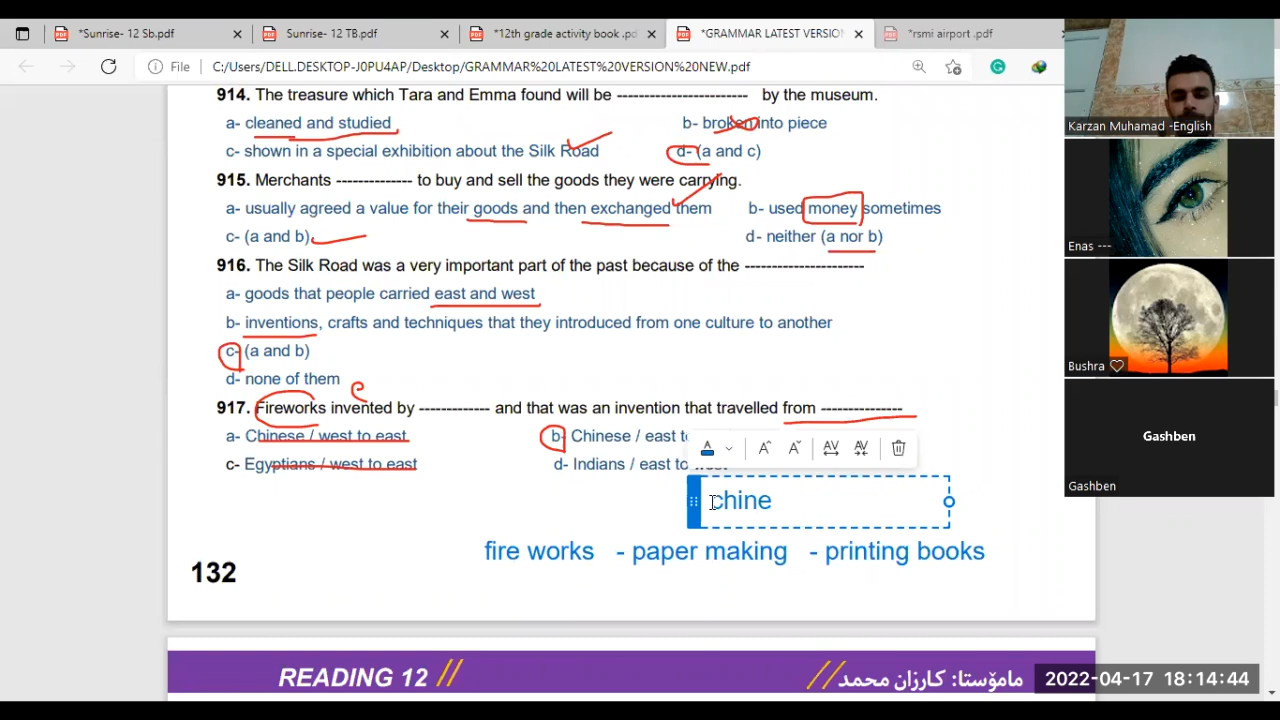 *Sunrise- 12 Sb.pdf
Sunrise- 12 TB.pdf
*12th grade activity book .pd
*GRAMMAR LATEST VERSION
*rsmi airport .pdf
File C:/Users/DELL.DESKTOP-J0PU4AP/Desktop/GRAMMAR%20LATEST%20VERSION%20NEW.pdf
914. The treasure which Tara and Emma found will be ------------------------ by the museum.
a- cleaned and studied b- broken into piece
c- shown in a special exhibition about the Silk Road d- (a and c)
915. Merchants -------------- to buy and sell the goods they were carrying.
a- usually agreed a value for their goods and then exchanged them b- used money sometimes
c- (a and b) d- neither (a nor b)
916. The Silk Road was a very important part of the past because of the ----------------------
a- goods that people carried east and west
b- inventions, crafts and techniques that they introduced from one culture to another
c- (a and b)
d- none of them
e
917. Fireworks invented by ------------- and that was an invention that travelled from ---------------
a- Chinese / west to east b- Chinese / east to
c- Egyptians / west to east d- Indians / east to west
chine
fire works - paper making - printing books
132
READING 12 // // مامۆستا: کارزان محمد
Karzan Muhamad -English
Enas ---
Bushra ♡
Gashben
Gashben
2022-04-17 18:14:44